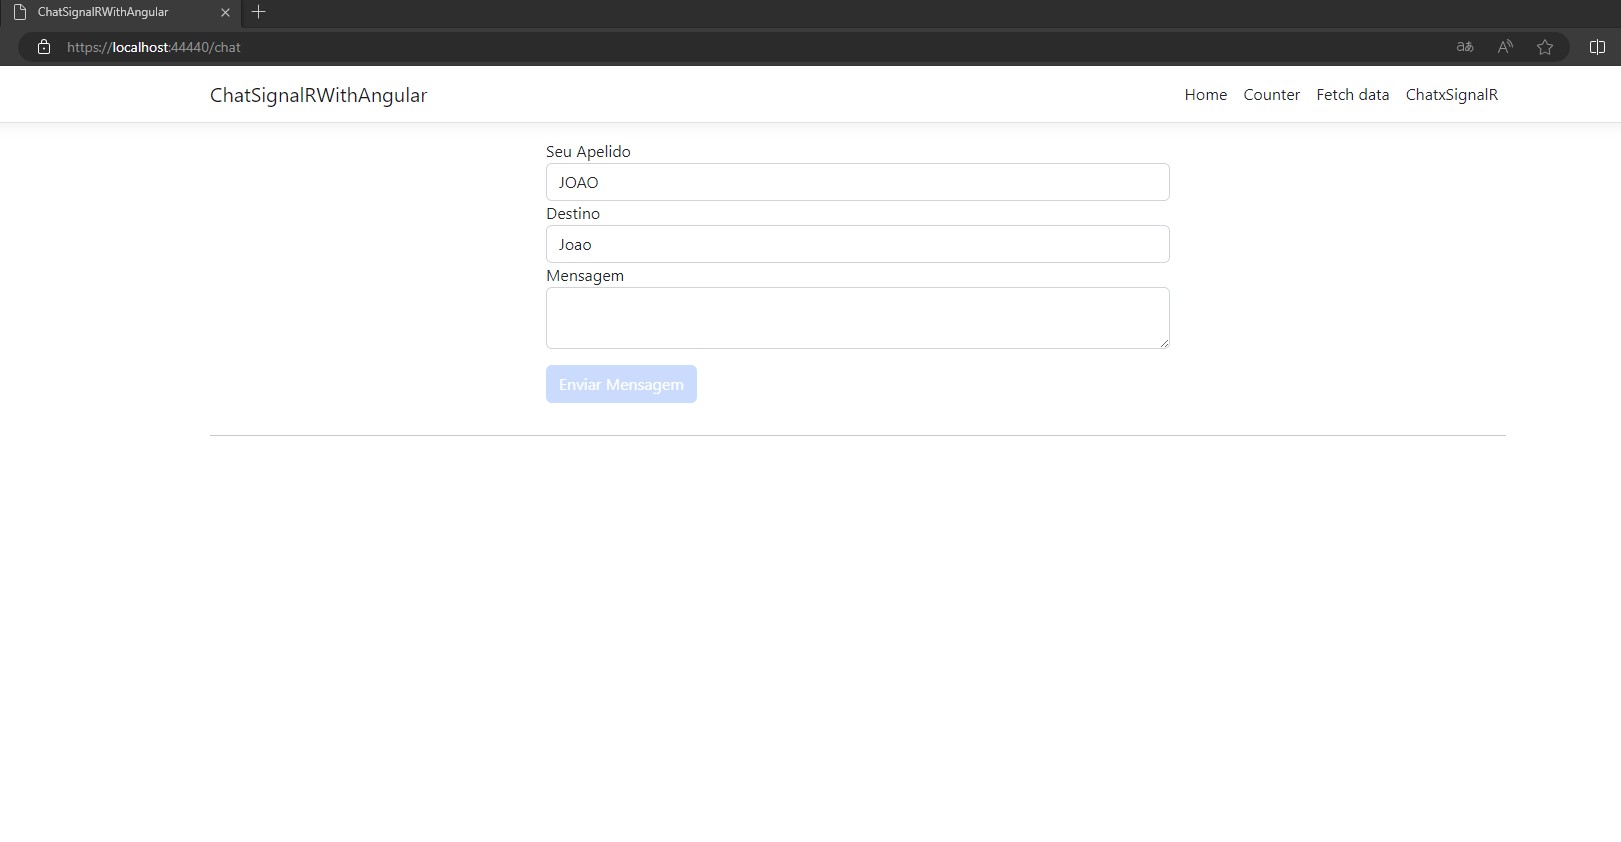 ChatSignalRWithAngular
https://localhost:44440/chat
ChatSignalRWithAngular
Home Counter Fetch data ChatxSignalR
Seu Apelido
JOAO
Destino
Joao
Mensagem
Enviar Mensagem